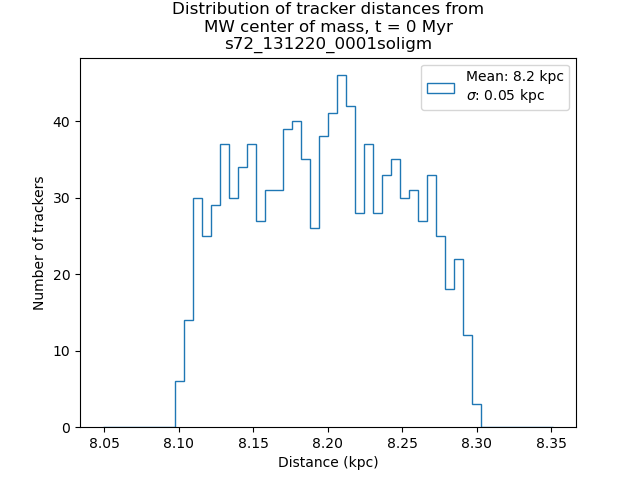 Distribution of tracker distances from
MW center of mass, t = 0 Myr
s72_131220_0001soligm
Mean: 8.2 kpc
σ: 0.05 kpc
Number of trackers
40
30
20
10
0
8.05 8.10 8.15 8.20 8.25 8.30 8.35
Distance (kpc)